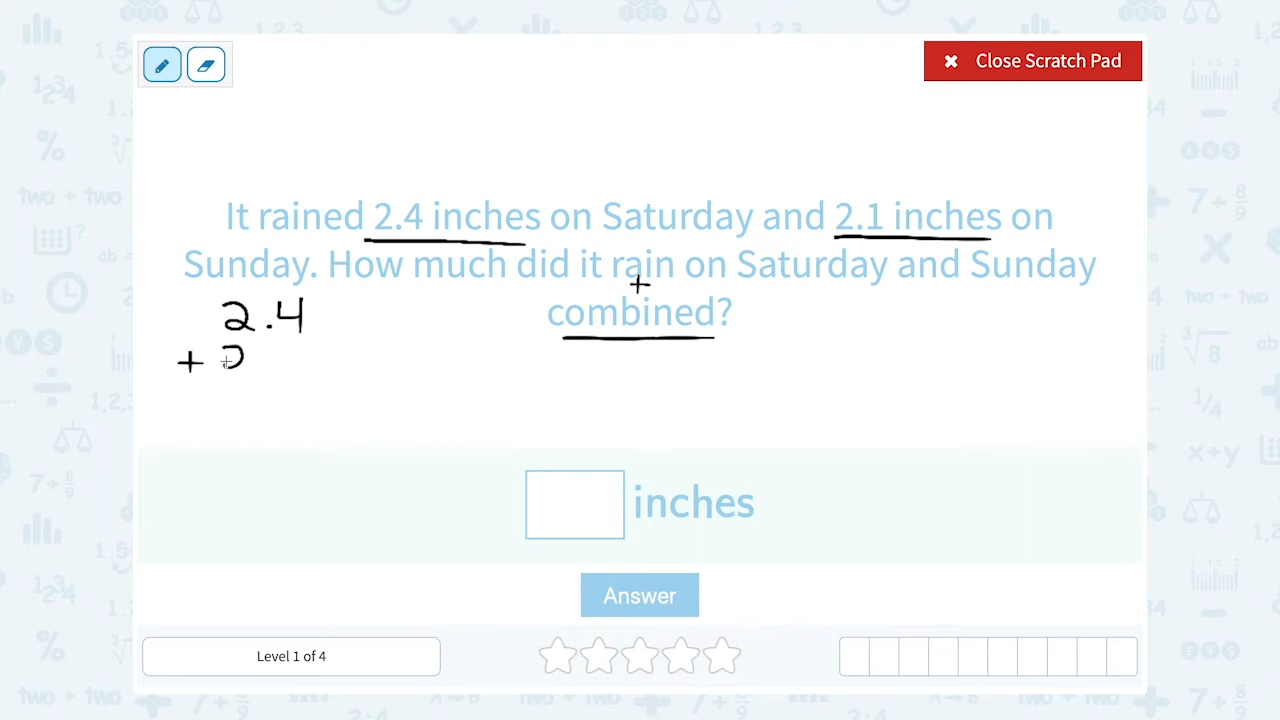 Close Scratch Pad
It rained 2.4 inches on Saturday and 2.1 inches on
Sunday. How much did it rain on Saturday and Sunday
+
combined?
2.4
+ 2
inches
Answer
Level 1 of 4